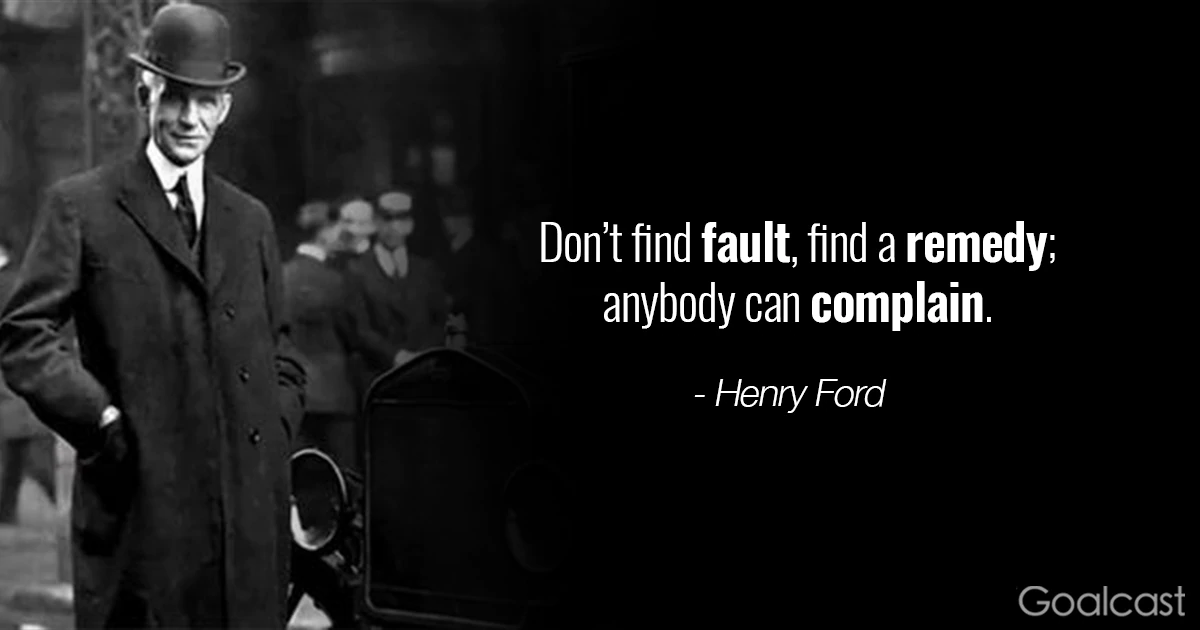 Don’t find fault, find a remedy;
anybody can complain.
- Henry Ford
Goalcast